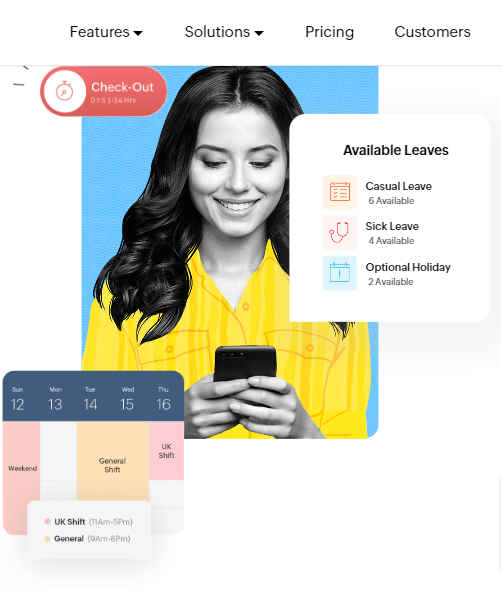 Features
Solutions
Pricing
Customers
Check-Out
07:53:34 Hrs
Available Leaves
Casual Leave
6 Available
Sick Leave
4 Available
Optional Holiday
2 Available
Sun Mon Tue Wed Thu
12 13 14 15 16
Weekend
General
Shift
UK
Shift
UK Shift (11Am-5Pm)
General (9Am-6Pm)